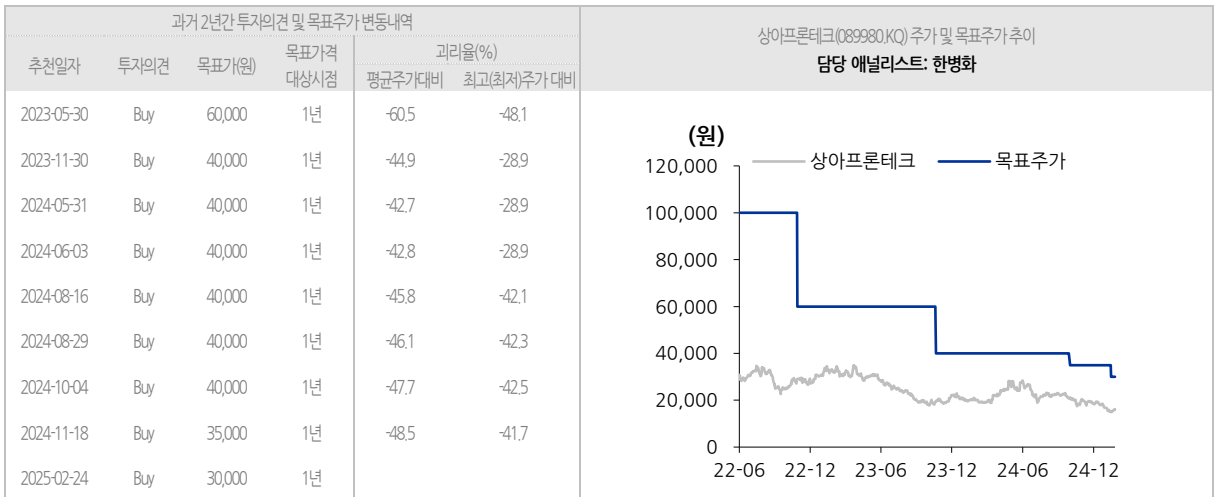 과거 2년간 투자의견 및 목표주가 변동내역
추천일자 투자의견 목표가(원) 목표가격 대상시점 괴리율(%)
평균주가대비 최고(최저)주가 대비
2023-05-30 Buy 60,000 1년 -60.5 -48.1
2023-11-30 Buy 40,000 1년 -44.9 -28.9
2024-05-31 Buy 40,000 1년 -42.7 -28.9
2024-06-03 Buy 40,000 1년 -42.8 -28.9
2024-08-16 Buy 40,000 1년 -45.8 -42.1
2024-08-29 Buy 40,000 1년 -46.1 -42.3
2024-10-04 Buy 40,000 1년 -47.7 -42.5
2024-11-18 Buy 35,000 1년 -48.5 -41.7
2025-02-24 Buy 30,000 1년
상아프론테크(089980.KQ) 주가 및 목표주가 추이
담당 애널리스트: 한병화
(원)
상아프론테크 목표주가
120,000
100,000
80,000
60,000
40,000
20,000
0
22-06 22-12 23-06 23-12 24-06 24-12